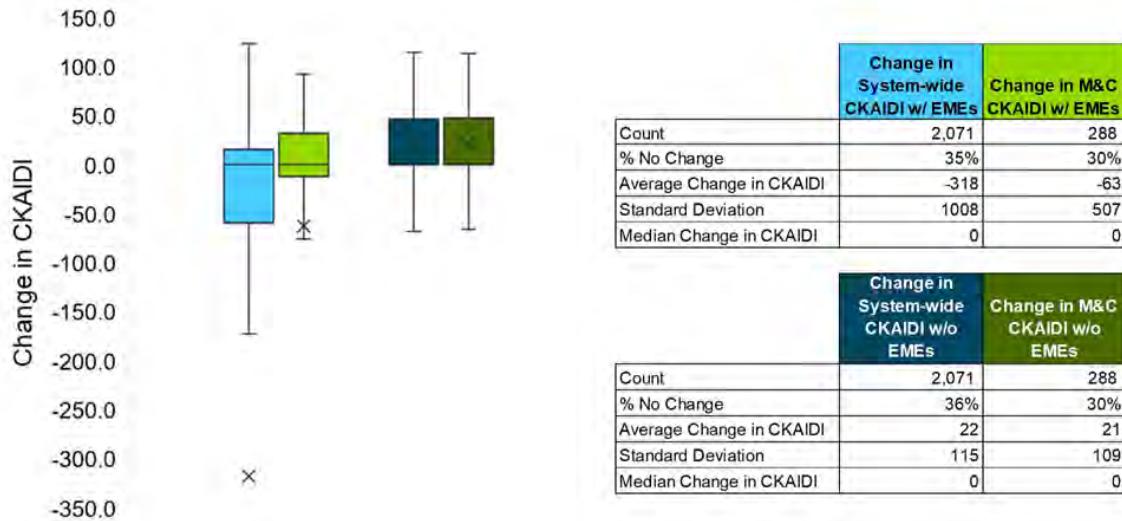 150.0
100.0
50.0
0.0
-50.0
-100.0
-150.0
-200.0
-250.0
-300.0
-350.0
Change in CKAIDI
Change in
System-wide
CKAIDI w/ EMEs
Change in M&C
CKAIDI w/ EMEs
Count 2,071 288
% No Change 35% 30%
Average Change in CKAIDI -318 -63
Standard Deviation 1008 507
Median Change in CKAIDI 0 0
Change in
System-wide
CKAIDI w/o
EMEs
Change in M&C
CKAIDI w/o
EMEs
Count 2,071 288
% No Change 36% 30%
Average Change in CKAIDI 22 21
Standard Deviation 115 109
Median Change in CKAIDI 0 0